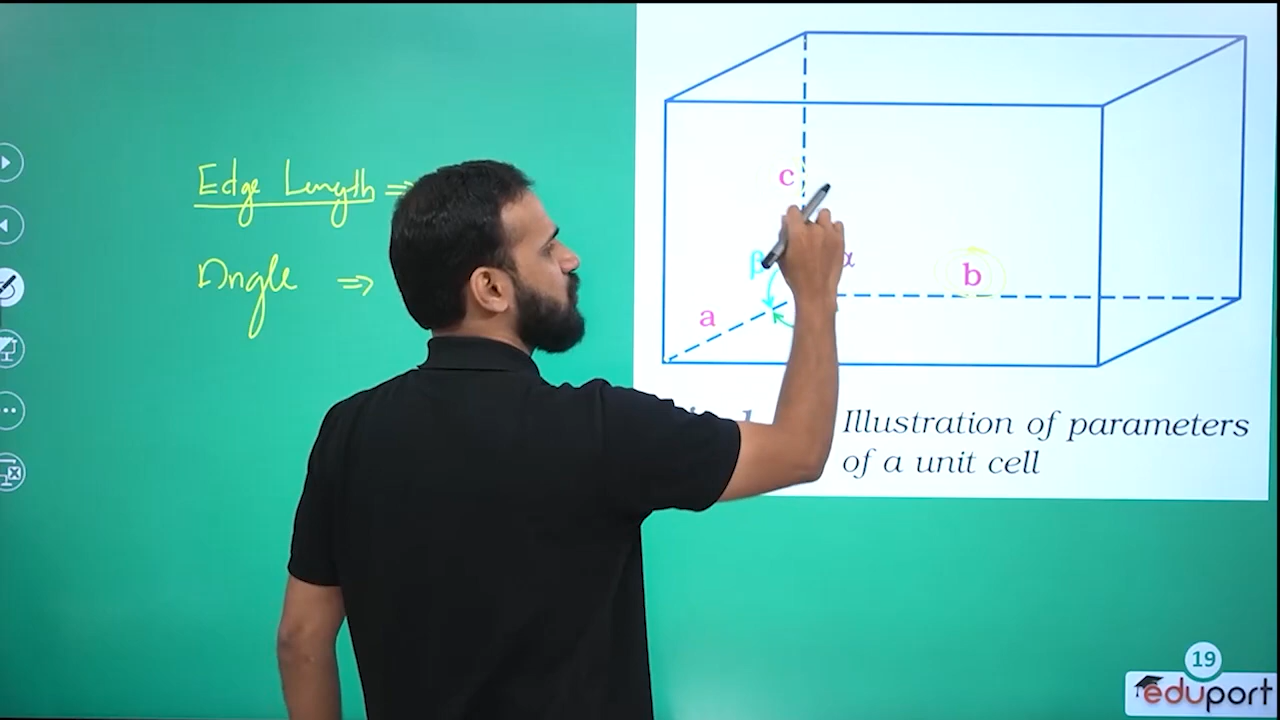 Edge Length ⇒
Angle ⇒
c
β
α
b
a
Illustration of parameters
of a unit cell
19
eduport